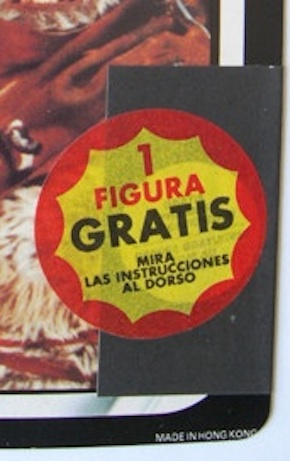 1
FIGURA
GRATIS
MIRA
LAS INSTRUCCIONES
AL DORSO
MADE IN HONG KONG